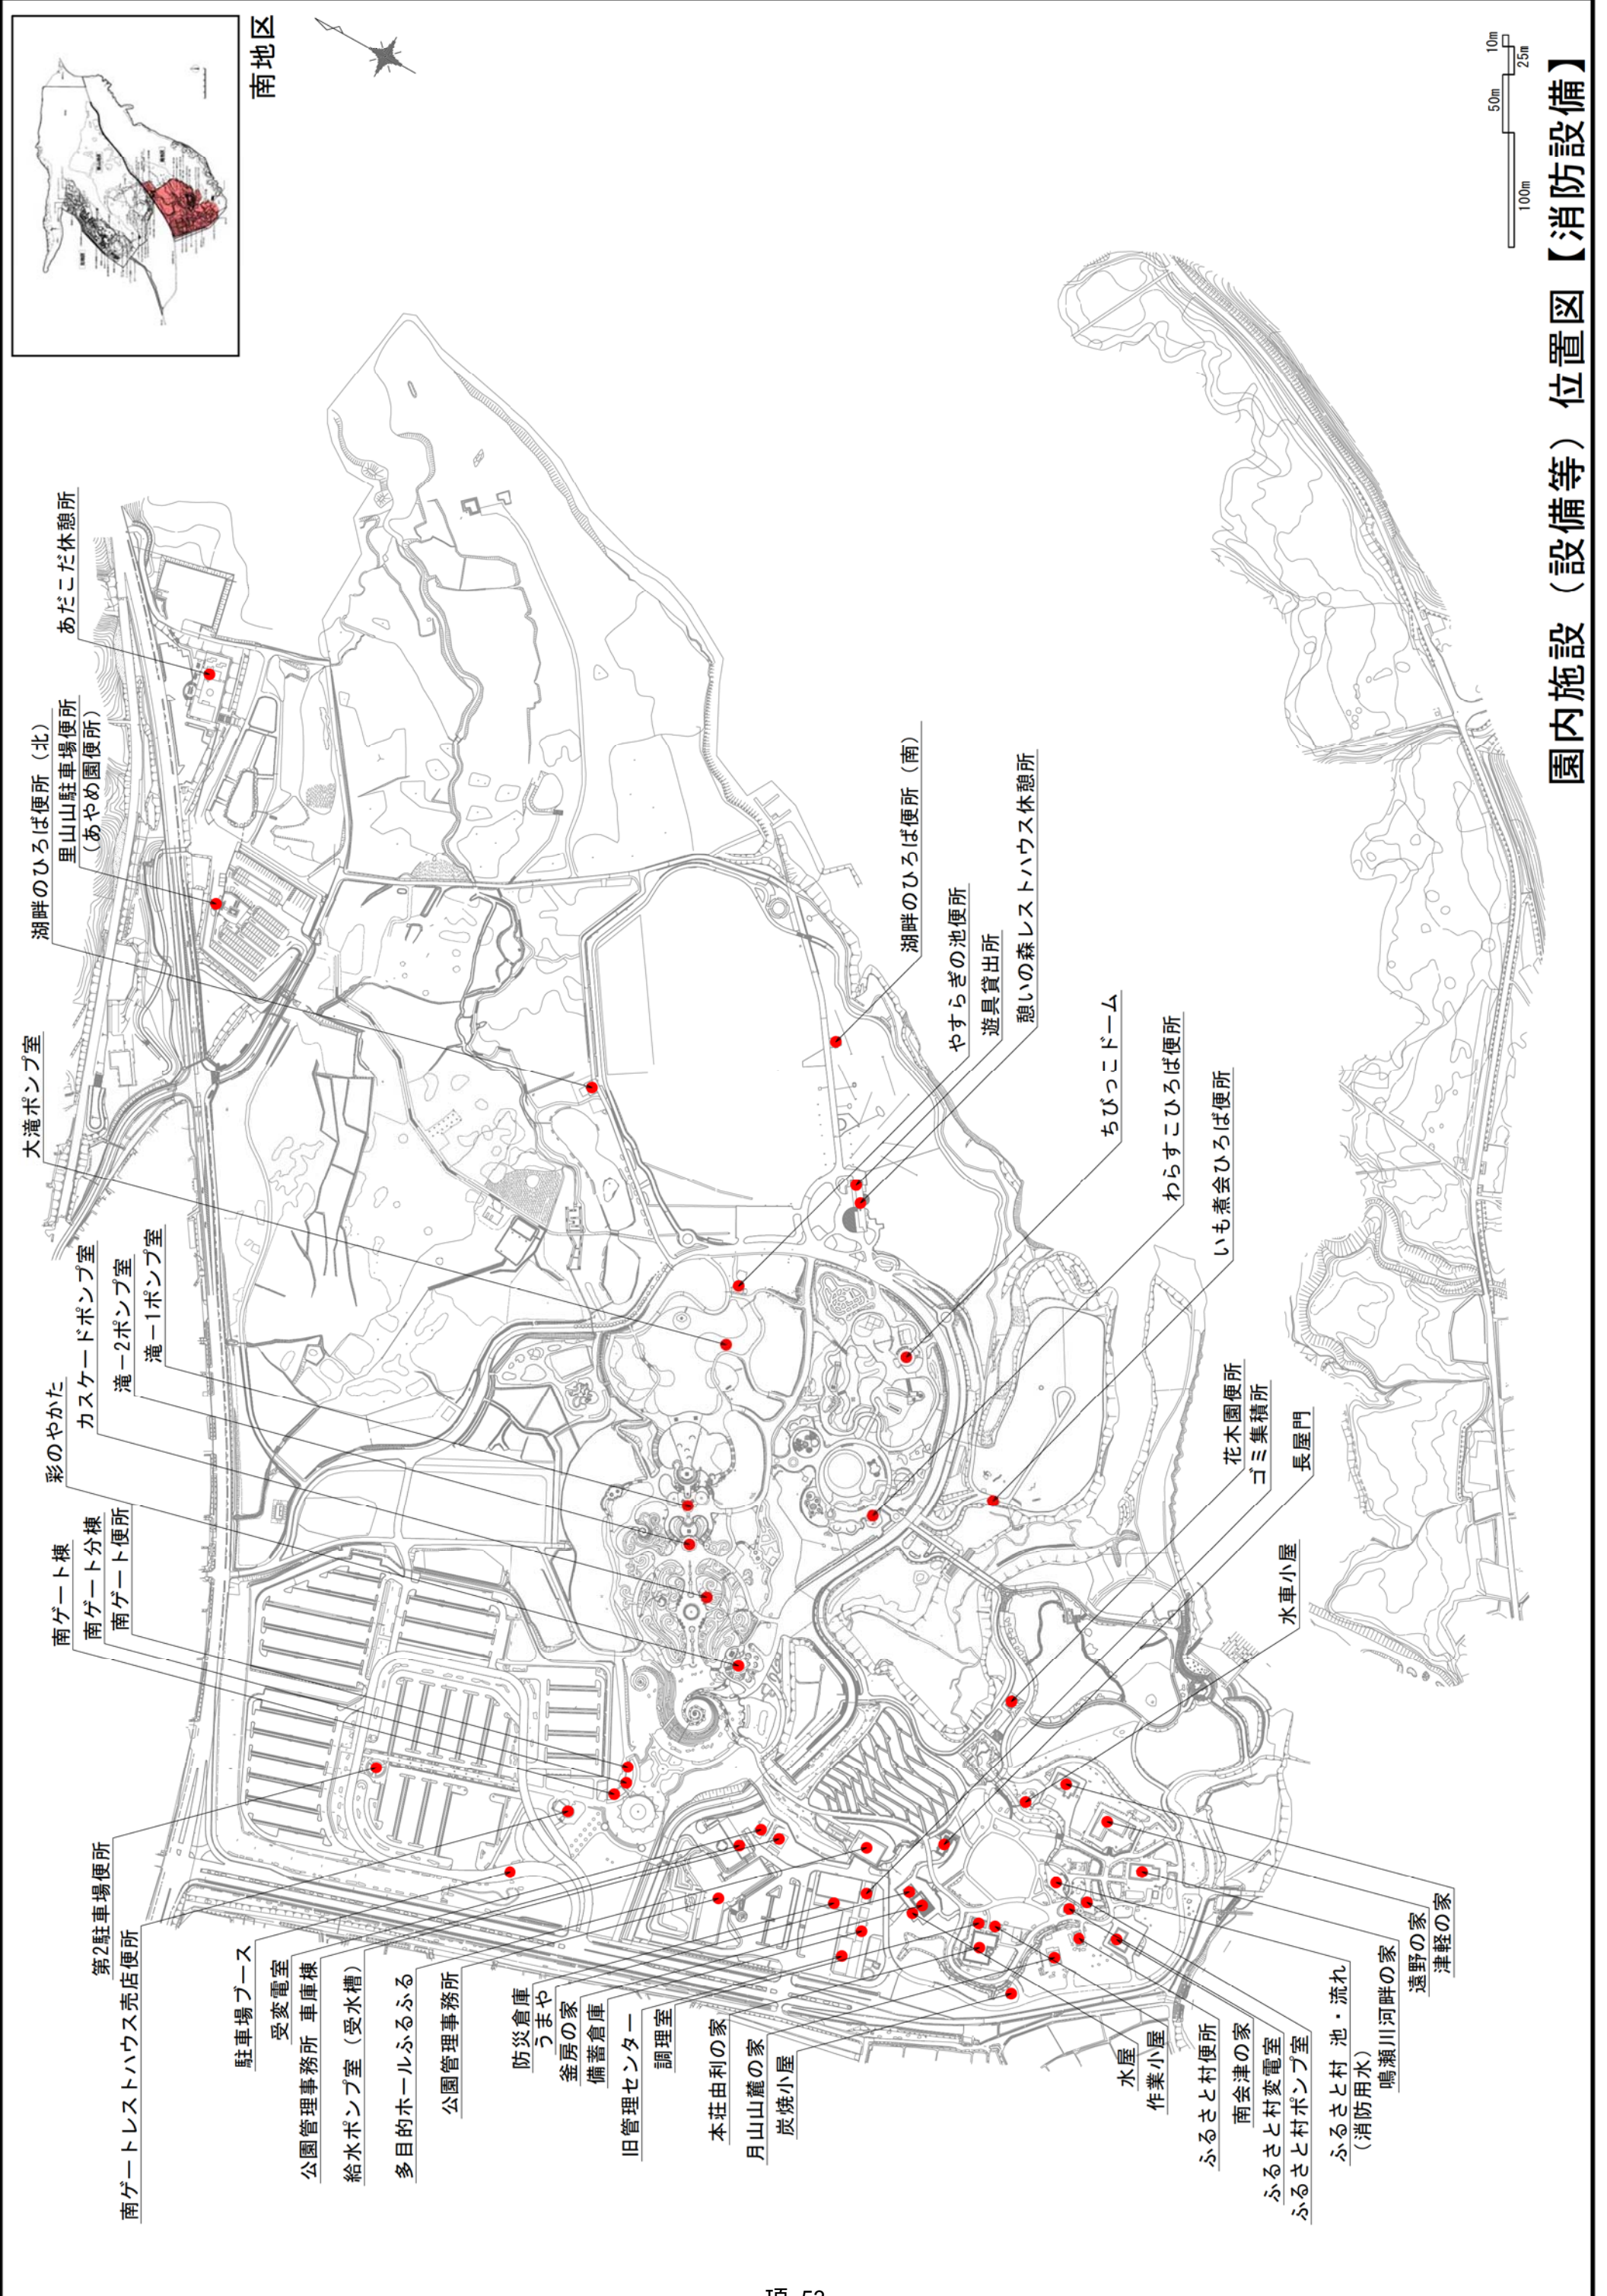 園内施設（設備等）位置図【消防設備】
南地区
10m
25m
50m
100m
あだこだ休憩所
湖畔のひろば便所（北）
里山山駐車場便所
（あやめ園便所）
大滝ポンプ室
カスケードポンプ室
滝－2ポンプ室
滝－1ポンプ室
彩のやかた
南ゲート棟
南ゲート分棟
南ゲート便所
第2駐車場便所
南ゲートレストハウス売店便所
駐車場ブース
受変電室
公園管理事務所 車庫棟
給水ポンプ室（受水槽）
多目的ホールふるふる
公園管理事務所
防災倉庫
うまや
釜房の家
備蓄倉庫
旧管理センター
調理室
本荘由利の家
月山山麓の家
炭焼小屋
湖畔のひろば便所（南）
やすらぎの池便所
遊具貸出所
憩いの森レストハウス休憩所
ちびっこドーム
わらすこひろば便所
いも煮会ひろば便所
花木園便所
ゴミ集積所
長屋門
水車小屋
水屋
作業小屋
ふるさと村便所
南会津の家
ふるさと村変電室
ふるさと村ポンプ室
ふるさと村 池・流れ
（消防用水）
鳴瀬川河畔の家
遠野の家
津軽の家